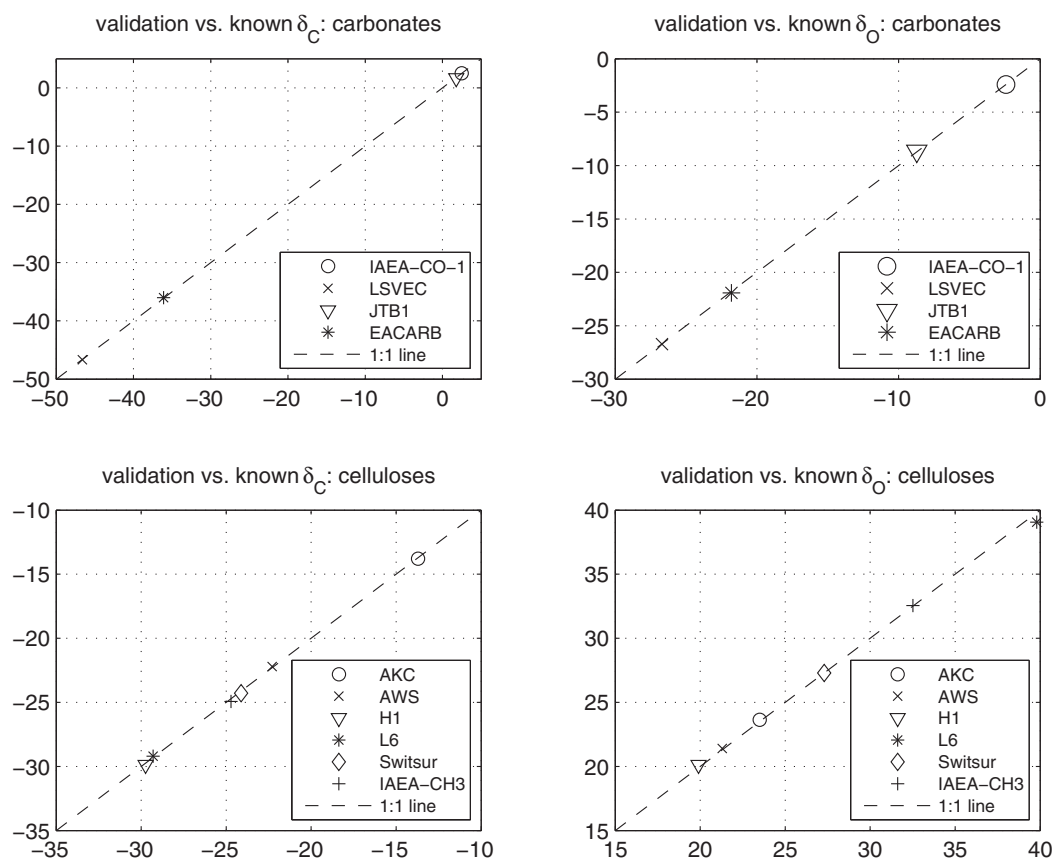 validation vs. known δC: carbonates
0
−10
−20
−30
−40
−50
−50 −40 −30 −20 −10 0
IAEA−CO−1
LSVEC
JTB1
EACARB
1:1 line
validation vs. known δO: carbonates
0
−5
−10
−15
−20
−25
−30
−30 −20 −10 0
IAEA−CO−1
LSVEC
JTB1
EACARB
1:1 line
validation vs. known δC: celluloses
−10
−15
−20
−25
−30
−35
−35 −30 −25 −20 −15 −10
AKC
AWS
H1
L6
Switsur
IAEA−CH3
1:1 line
validation vs. known δO: celluloses
40
35
30
25
20
15
15 20 25 30 35 40
AKC
AWS
H1
L6
Switsur
IAEA−CH3
1:1 line